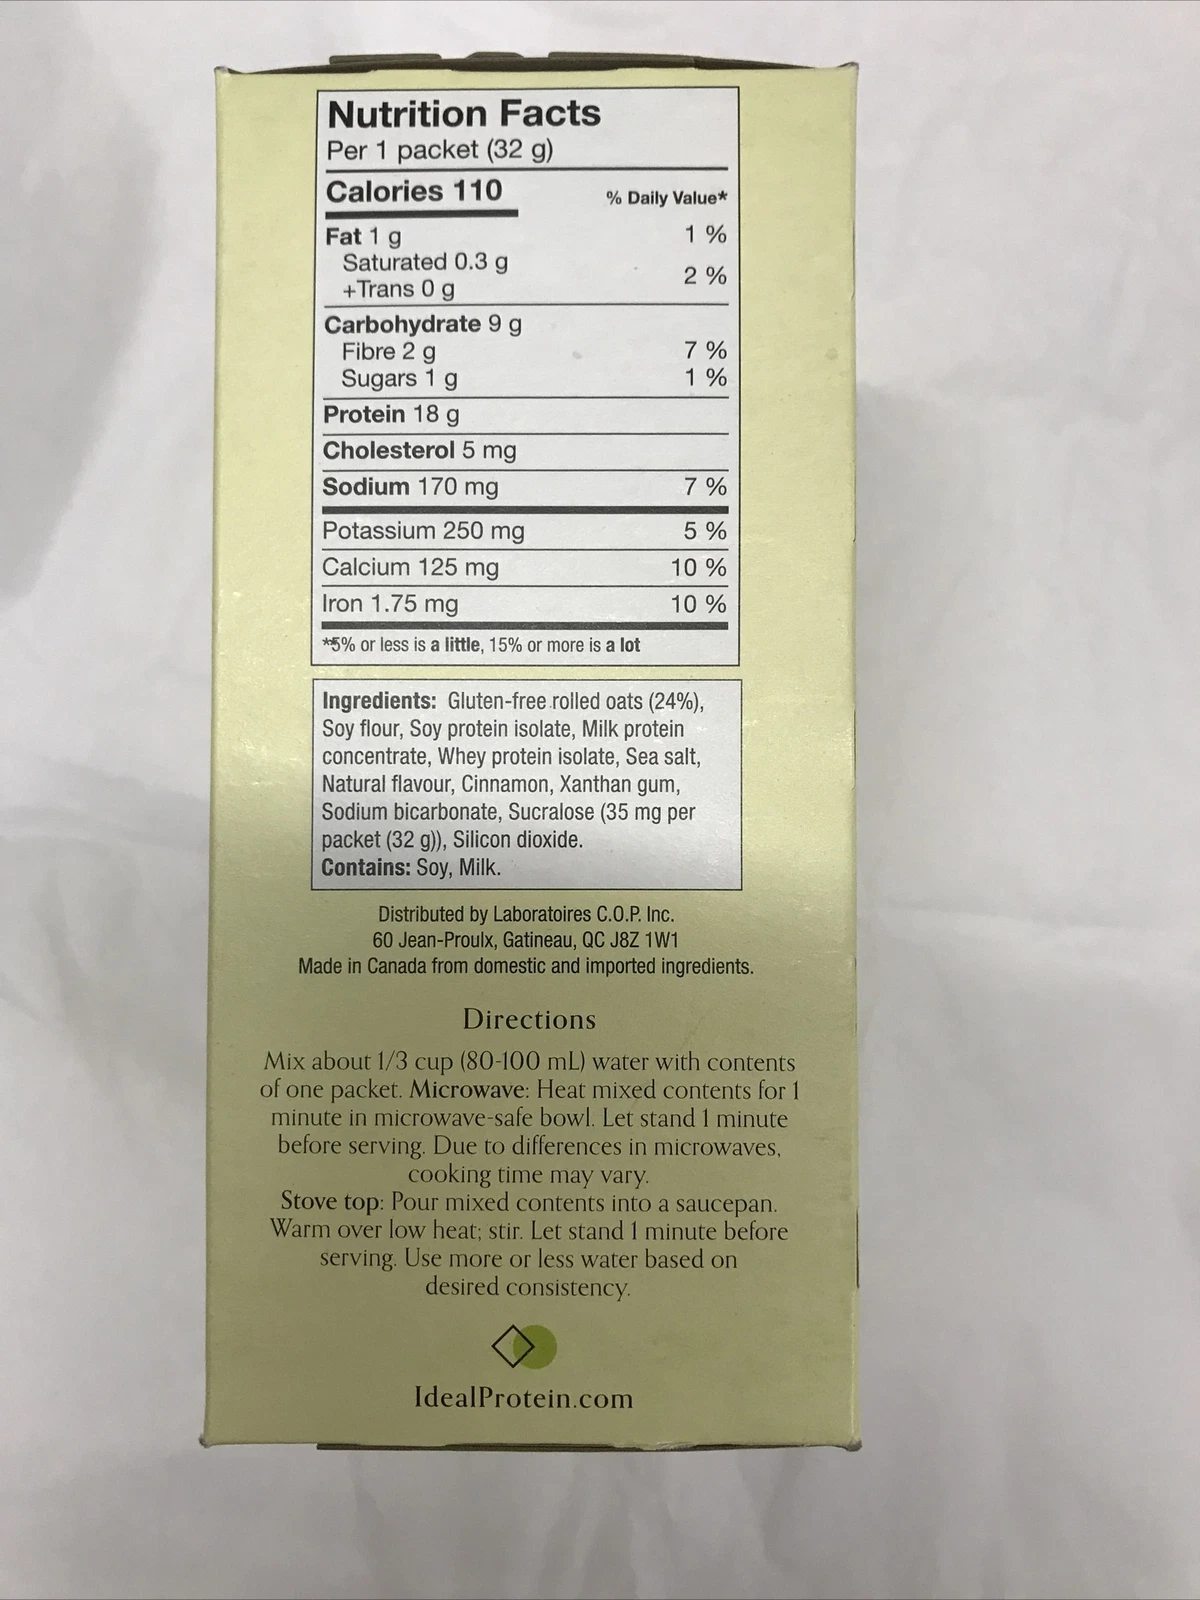 Nutrition Facts
Per 1 packet (32 g)
Calories 110
% Daily Value*
Fat 1 g 1 %
Saturated 0.3 g
+Trans 0 g 2 %
Carbohydrate 9 g
Fibre 2 g 7 %
Sugars 1 g 1 %
Protein 18 g
Cholesterol 5 mg
Sodium 170 mg 7 %
Potassium 250 mg 5 %
Calcium 125 mg 10 %
Iron 1.75 mg 10 %
*5% or less is a little, 15% or more is a lot
Ingredients: Gluten-free rolled oats (24%),
Soy flour, Soy protein isolate, Milk protein
concentrate, Whey protein isolate, Sea salt,
Natural flavour, Cinnamon, Xanthan gum,
Sodium bicarbonate, Sucralose (35 mg per
packet (32 g)), Silicon dioxide.
Contains: Soy, Milk.
Distributed by Laboratoires C.O.P. Inc.
60 Jean-Proulx, Gatineau, QC J8Z 1W1
Made in Canada from domestic and imported ingredients.
Directions
Mix about 1/3 cup (80-100 mL) water with contents
of one packet. Microwave: Heat mixed contents for 1
minute in microwave-safe bowl. Let stand 1 minute
before serving. Due to differences in microwaves,
cooking time may vary.
Stove top: Pour mixed contents into a saucepan.
Warm over low heat; stir. Let stand 1 minute before
serving. Use more or less water based on
desired consistency.
IdealProtein.com